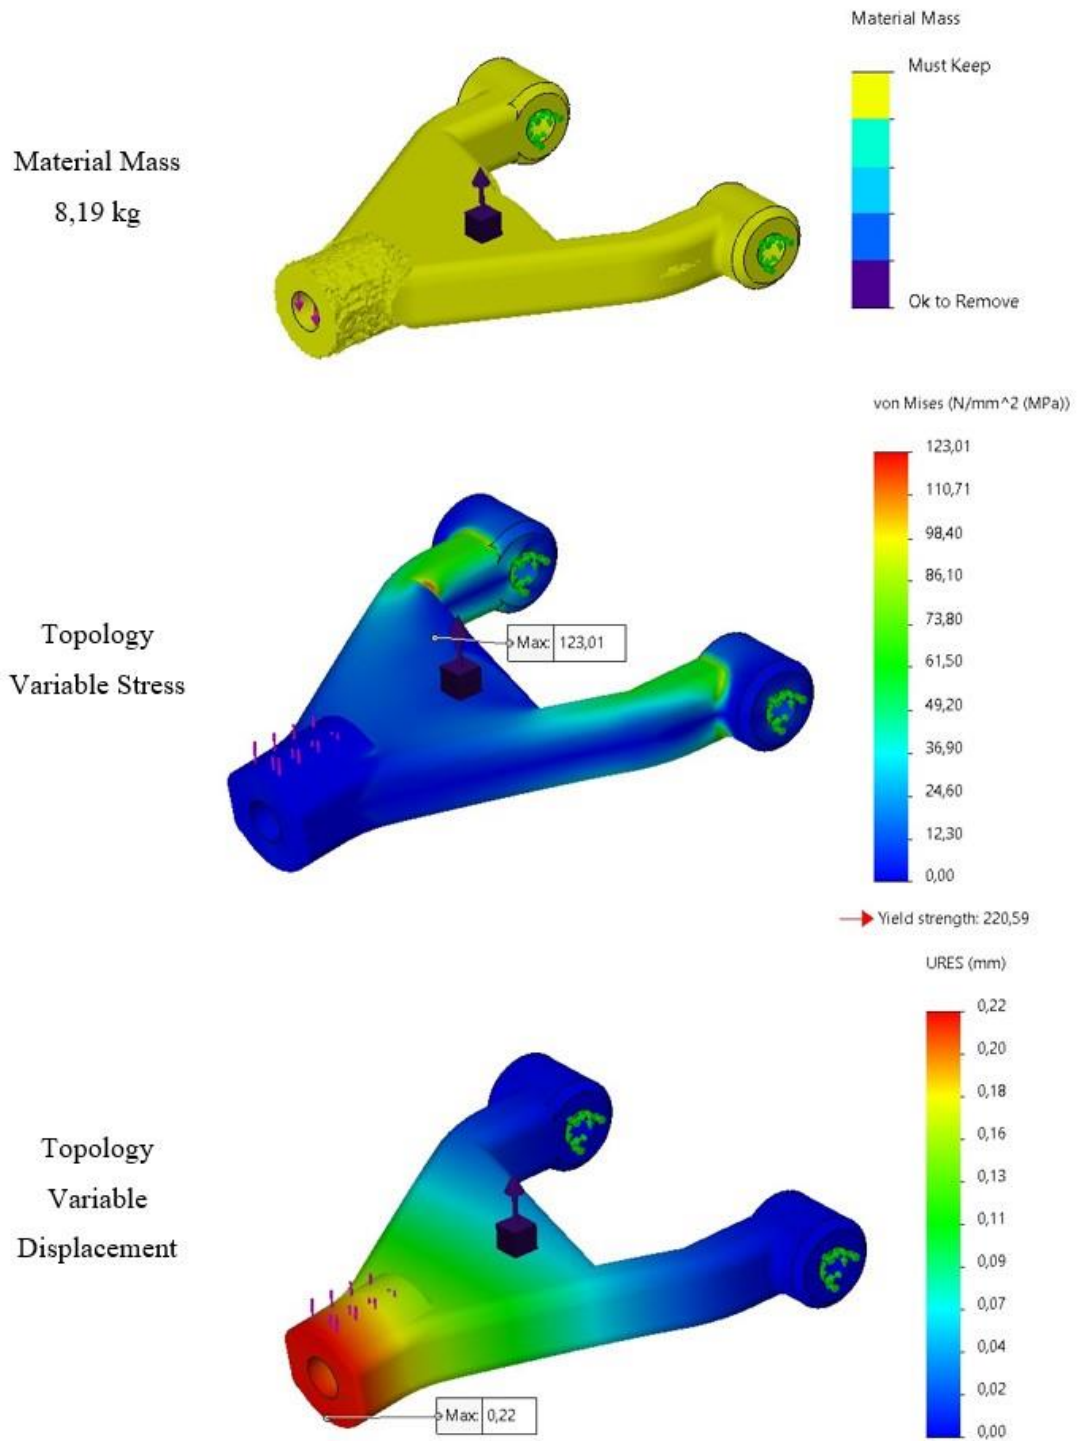 Material Mass
Must Keep
Material Mass
8,19 kg
Ok to Remove
von Mises (N/mm^2 (MPa))
123,01
110,71
98,40
86,10
73,80
61,50
49,20
36,90
24,60
12,30
0,00
Topology
Variable Stress
Max: 123,01
Yield strength: 220,59
URES (mm)
0,22
0,20
0,18
0,16
0,13
0,11
0,09
0,07
0,04
0,02
0,00
Topology
Variable
Displacement
Max: 0,22